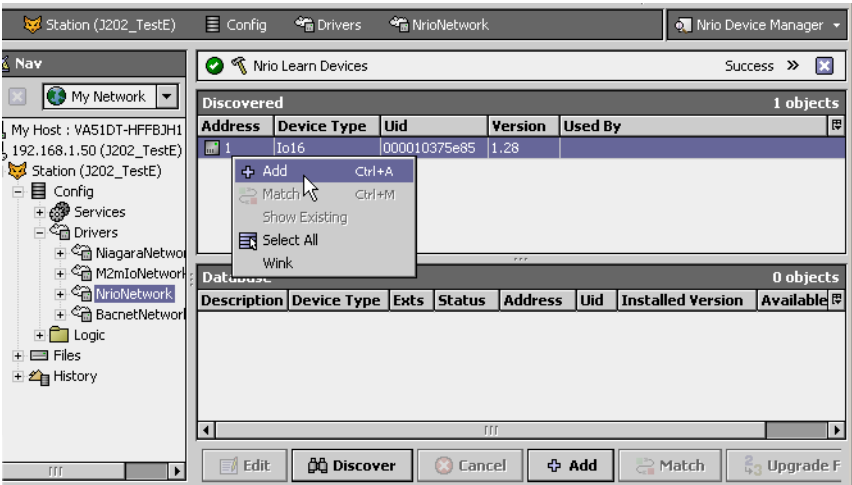 Station (J202_TestE) Config Drivers NrioNetwork Nrio Device Manager
Nav
My Network
My Host : VA51DT-HFFBJH1
192.168.1.50 (J202_TestE)
Station (J202_TestE)
Config
Services
Drivers
NiagaraNetwor
M2mIoNetwork
NrioNetwork
BacnetNetwork
Logic
Files
History
Nrio Learn Devices Success »
Discovered 1 objects
Address Device Type Uid Version Used By
1 Io16 000010375e85 1.28
Add Ctrl+A
Match Ctrl+M
Show Existing
Select All
Wink
Database 0 objects
Description Device Type Exts Status Address Uid Installed Version Available
Edit Discover Cancel Add Match Upgrade F